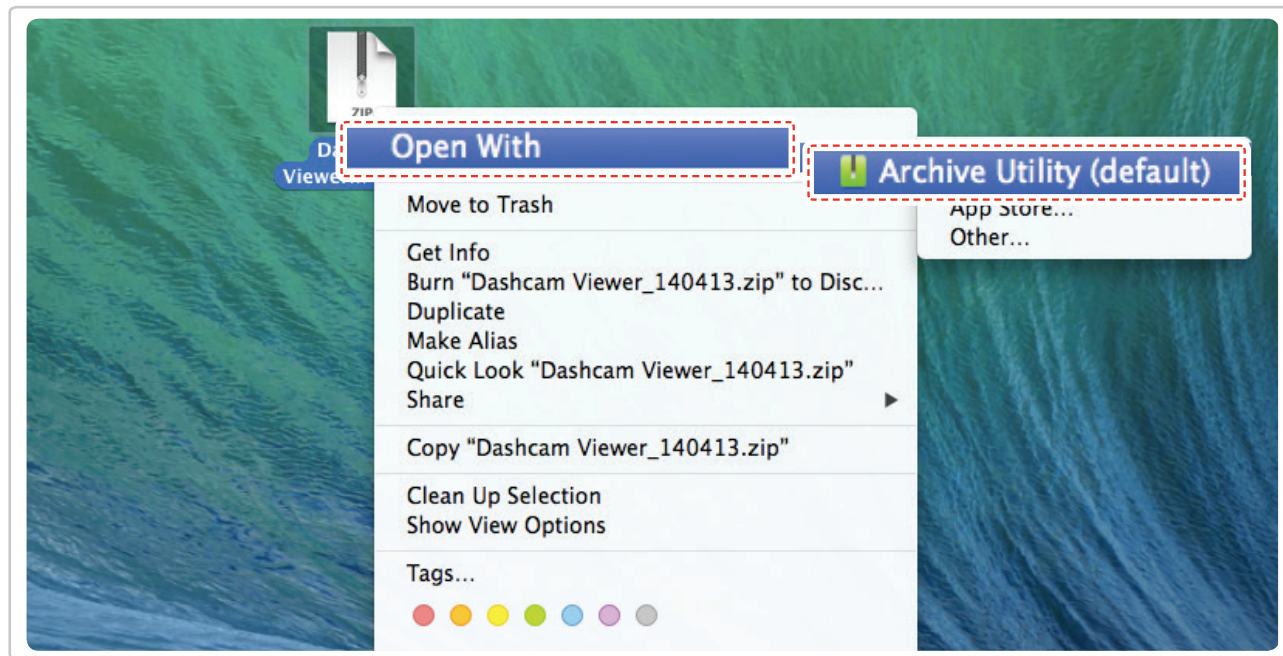 ZIP
Open With
Archive Utility (default)
App Store...
Other...
Move to Trash
Get Info
Burn “Dashcam Viewer_140413.zip” to Disc...
Duplicate
Make Alias
Quick Look “Dashcam Viewer_140413.zip”
Share
Copy “Dashcam Viewer_140413.zip”
Clean Up Selection
Show View Options
Tags...